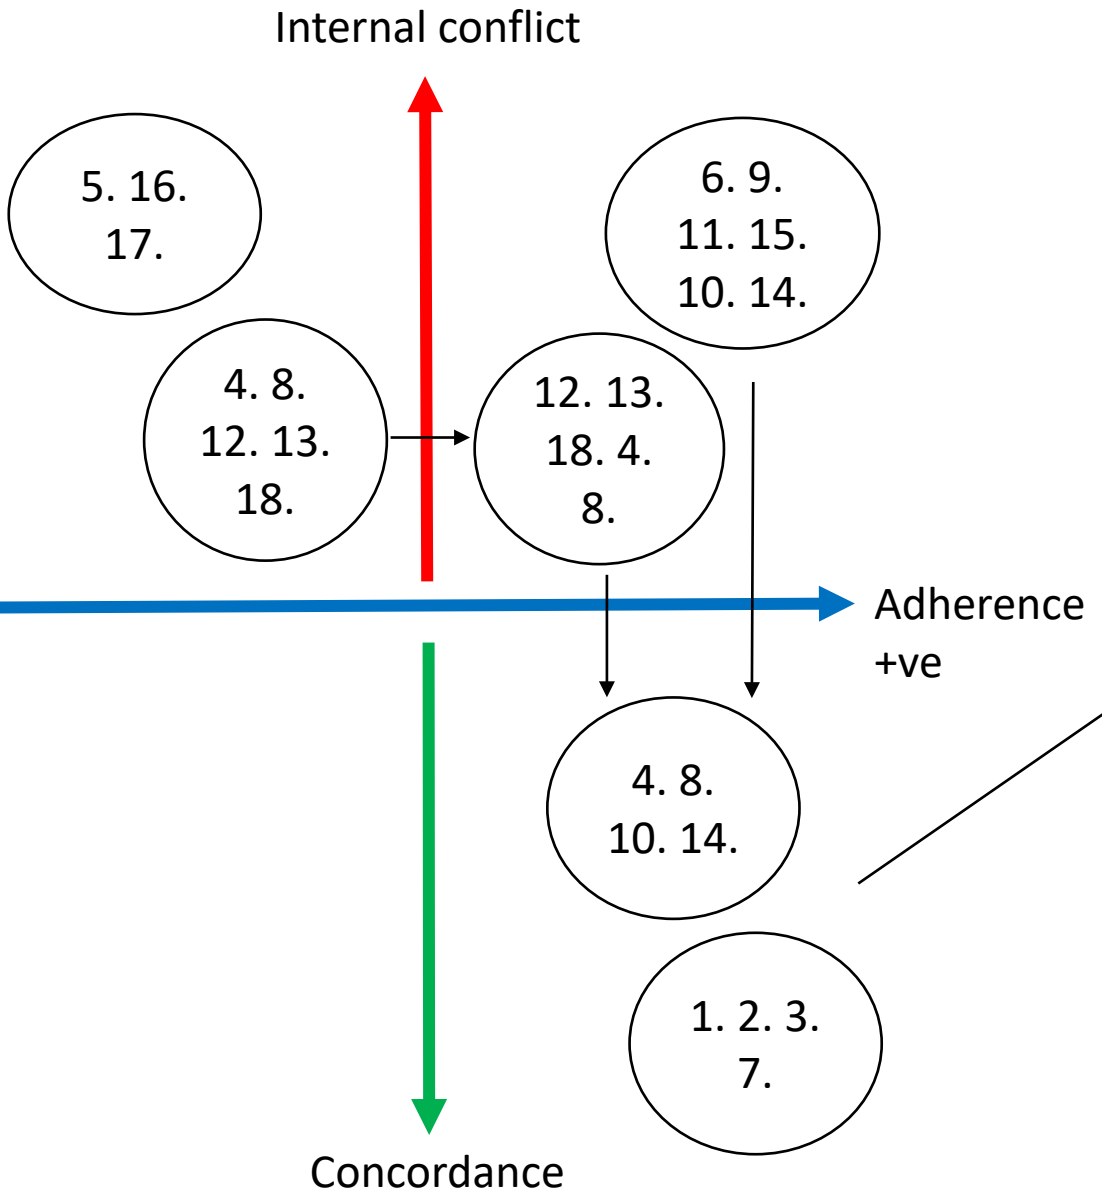 Internal conflict
5. 16.
17.
6. 9.
11. 15.
10. 14.
4. 8.
12. 13.
18.
12. 13.
18. 4.
8.
Adherence
+ve
4. 8.
10. 14.
1. 2. 3.
7.
Concordance